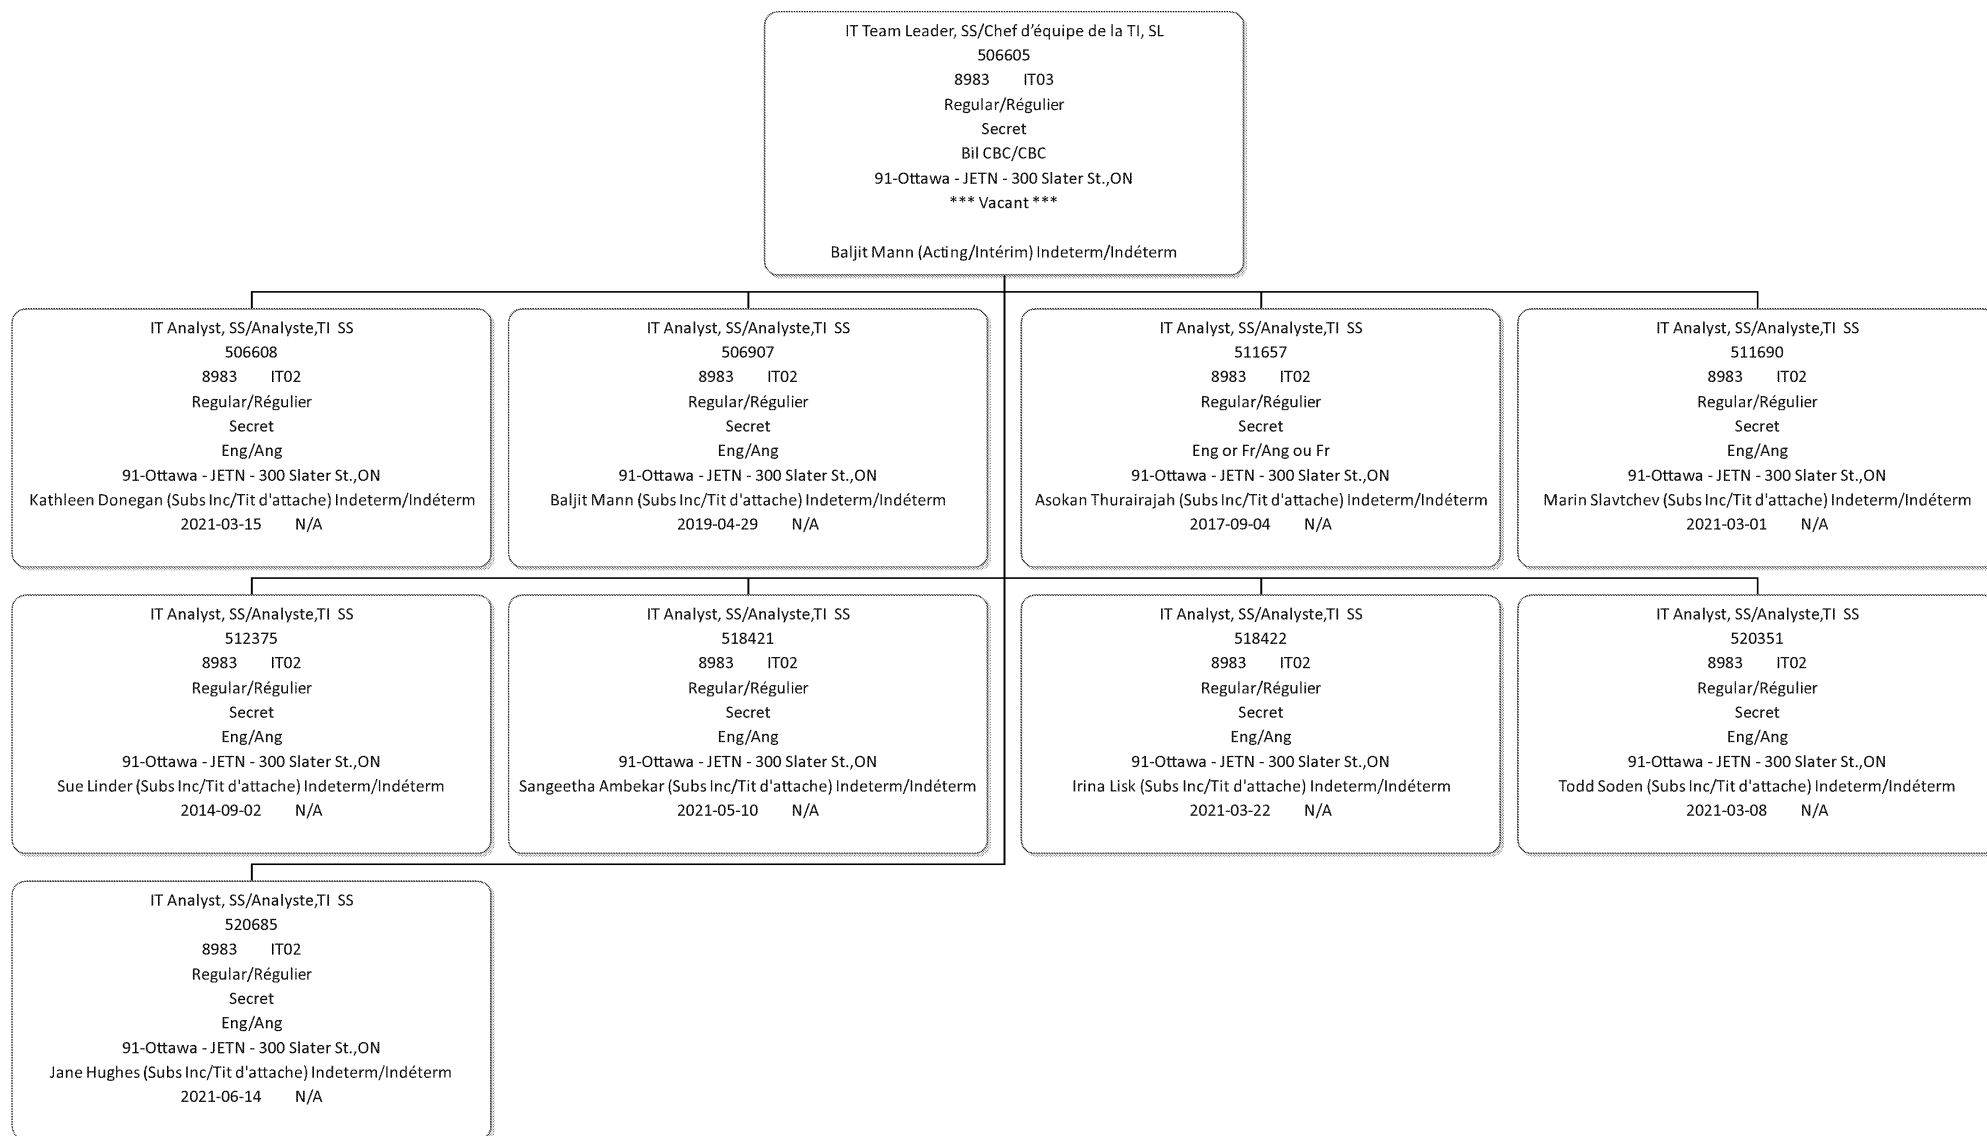 IT Team Leader, SS/Chef d’équipe de la TI, SL
506605
8983 IT03
Regular/Régulier
Secret
Bil CBC/CBC
91-Ottawa - JETN - 300 Slater St.,ON
*** Vacant ***
Baljit Mann (Acting/Intérim) Indeterm/Indéterm
IT Analyst, SS/Analyste,TI SS
506608
8983 IT02
Regular/Régulier
Secret
Eng/Ang
91-Ottawa - JETN - 300 Slater St.,ON
Kathleen Donegan (Subs Inc/Tit d'attache) Indeterm/Indéterm
2021-03-15 N/A
IT Analyst, SS/Analyste,TI SS
506907
8983 IT02
Regular/Régulier
Secret
Eng/Ang
91-Ottawa - JETN - 300 Slater St.,ON
Baljit Mann (Subs Inc/Tit d'attache) Indeterm/Indéterm
2019-04-29 N/A
IT Analyst, SS/Analyste,TI SS
511657
8983 IT02
Regular/Régulier
Secret
Eng or Fr/Ang ou Fr
91-Ottawa - JETN - 300 Slater St.,ON
Asokan Thurairajah (Subs Inc/Tit d'attache) Indeterm/Indéterm
2017-09-04 N/A
IT Analyst, SS/Analyste,TI SS
511690
8983 IT02
Regular/Régulier
Secret
Eng/Ang
91-Ottawa - JETN - 300 Slater St.,ON
Marin Slavtchev (Subs Inc/Tit d'attache) Indeterm/Indéterm
2021-03-01 N/A
IT Analyst, SS/Analyste,TI SS
512375
8983 IT02
Regular/Régulier
Secret
Eng/Ang
91-Ottawa - JETN - 300 Slater St.,ON
Sue Linder (Subs Inc/Tit d'attache) Indeterm/Indéterm
2014-09-02 N/A
IT Analyst, SS/Analyste,TI SS
518421
8983 IT02
Regular/Régulier
Secret
Eng/Ang
91-Ottawa - JETN - 300 Slater St.,ON
Sangeetha Ambekar (Subs Inc/Tit d'attache) Indeterm/Indéterm
2021-05-10 N/A
IT Analyst, SS/Analyste,TI SS
518422
8983 IT02
Regular/Régulier
Secret
Eng/Ang
91-Ottawa - JETN - 300 Slater St.,ON
Irina Lisk (Subs Inc/Tit d'attache) Indeterm/Indéterm
2021-03-22 N/A
IT Analyst, SS/Analyste,TI SS
520351
8983 IT02
Regular/Régulier
Secret
Eng/Ang
91-Ottawa - JETN - 300 Slater St.,ON
Todd Soden (Subs Inc/Tit d'attache) Indeterm/Indéterm
2021-03-08 N/A
IT Analyst, SS/Analyste,TI SS
520685
8983 IT02
Regular/Régulier
Secret
Eng/Ang
91-Ottawa - JETN - 300 Slater St.,ON
Jane Hughes (Subs Inc/Tit d'attache) Indeterm/Indéterm
2021-06-14 N/A